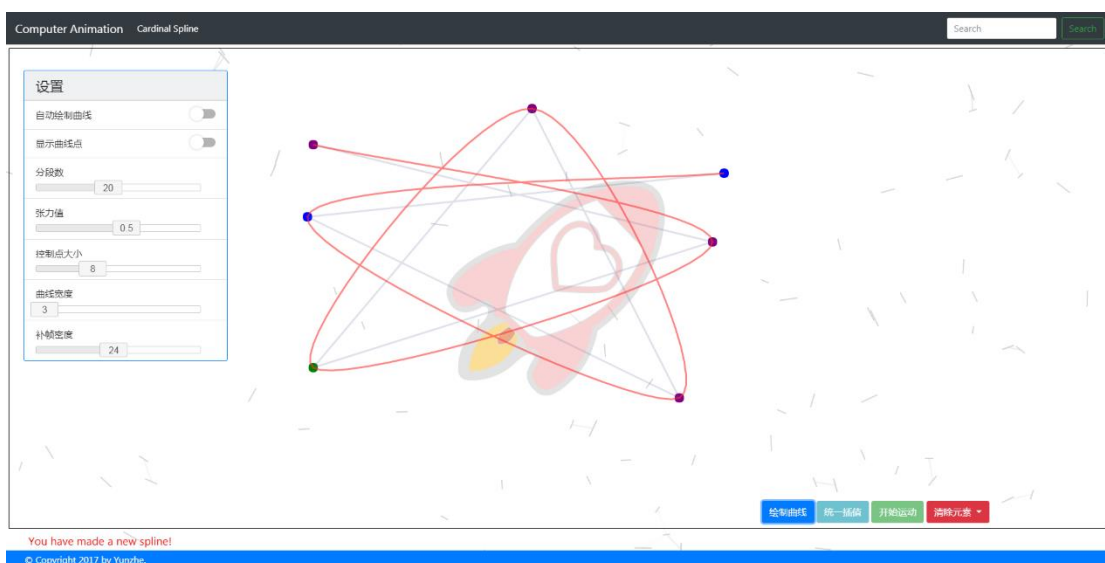 Computer Animation Cardinal Spline Search Search
设置
自动绘制曲线
显示曲线点
分段数
20
张力值
0.5
控制点大小
8
曲线宽度
3
补帧密度
24
绘制曲线 统一插值 开始运动 清除元素
You have made a new spline!
© Copyright 2017 by Yunzhe.